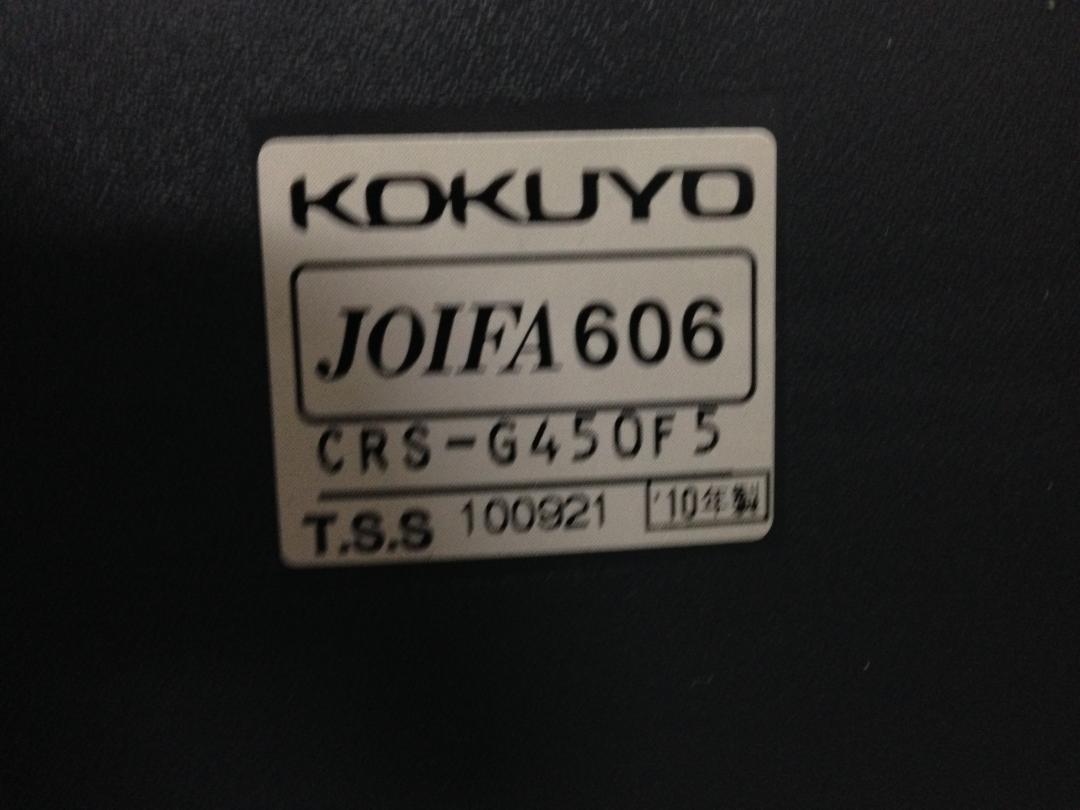 KOKUYO
JOIFA 606
CRS-G450F5
T.S.S 100921 '10年製